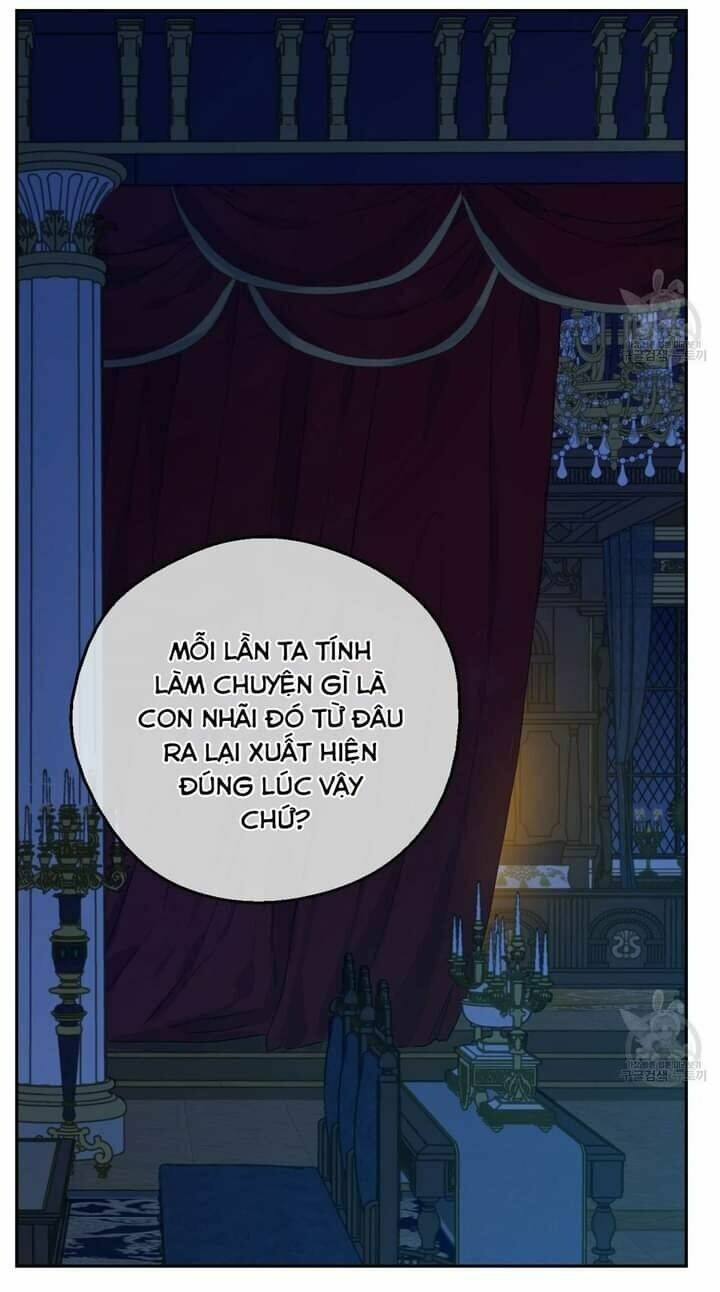 MỖI LẦN TA TÍNH
LÀM CHUYỆN GÌ LÀ
CON NHÃI ĐÓ TỪ ĐÂU
RA LẠI XUẤT HIỆN
ĐÚNG LÚC VẬY
CHỨ?